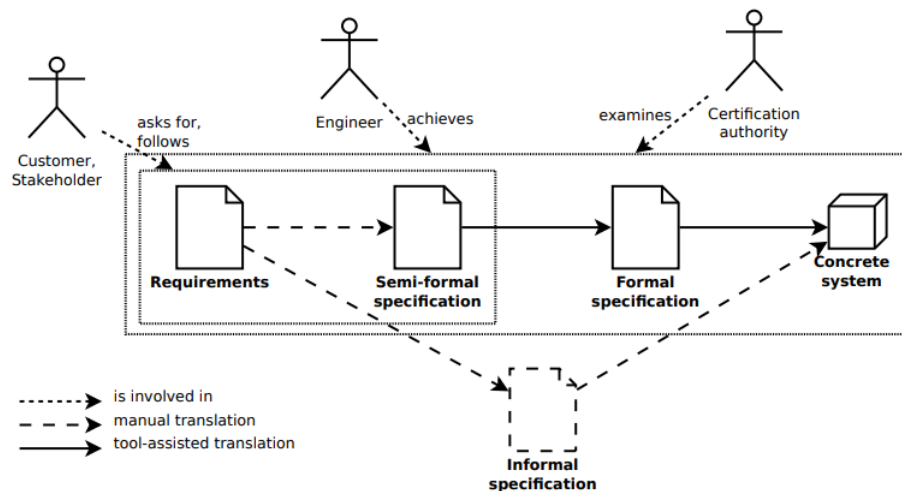 asks for,
follows
Customer,
Stakeholder
Engineer
achieves
examines
Certification
authority
Requirements
Semi-formal
specification
Formal
specification
Concrete
system
is involved in
manual translation
tool-assisted translation
Informal
specification